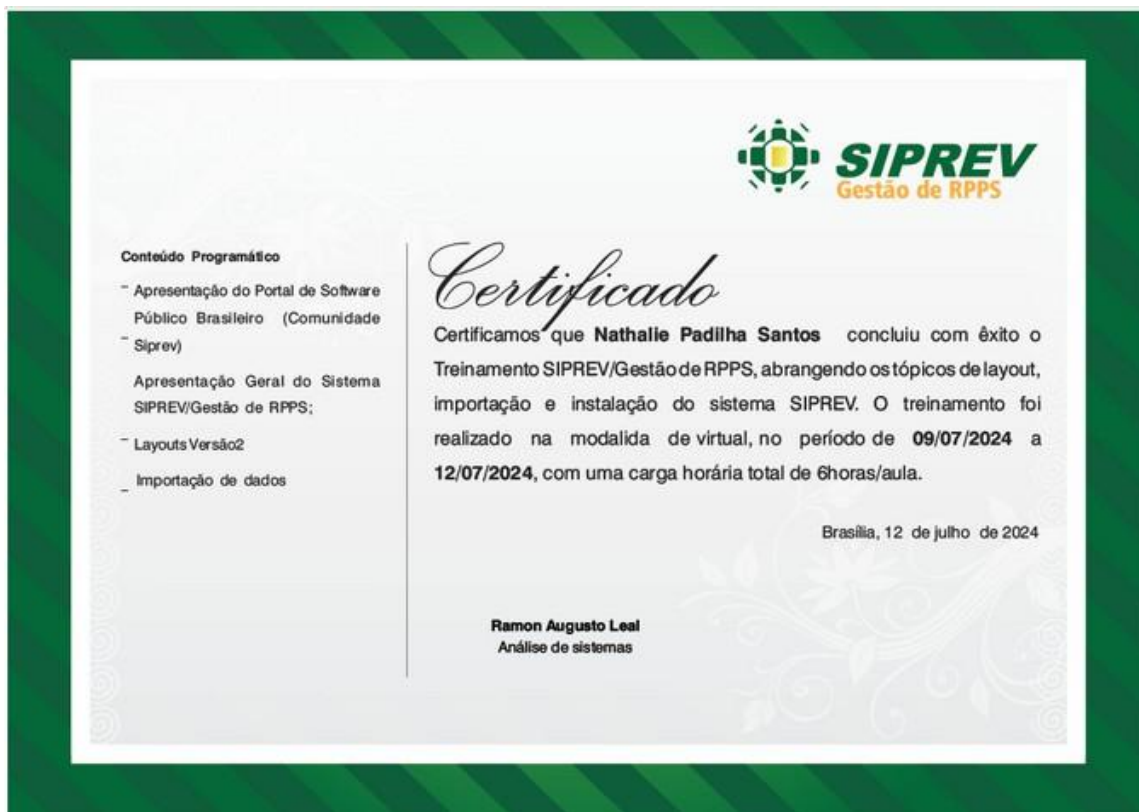 SIPREV
Gestão de RPPS
Conteúdo Programático
- Apresentação do Portal de Software
Público Brasileiro (Comunidade
- Siprev)
Apresentação Geral do Sistema
SIPREV/Gestão de RPPS;
- Layouts Versão2
Importação de dados
-
Certificado
Certificamos que Nathalie Padilha Santos concluiu com êxito o
Treinamento SIPREV/Gestão de RPPS, abrangendo os tópicos de layout,
importação e instalação do sistema SIPREV. O treinamento foi
realizado na modalida de virtual, no período de 09/07/2024 a
12/07/2024, com uma carga horária total de 6horas/aula.
Brasília, 12 de julho de 2024
Ramon Augusto Leal
Análise de sistemas